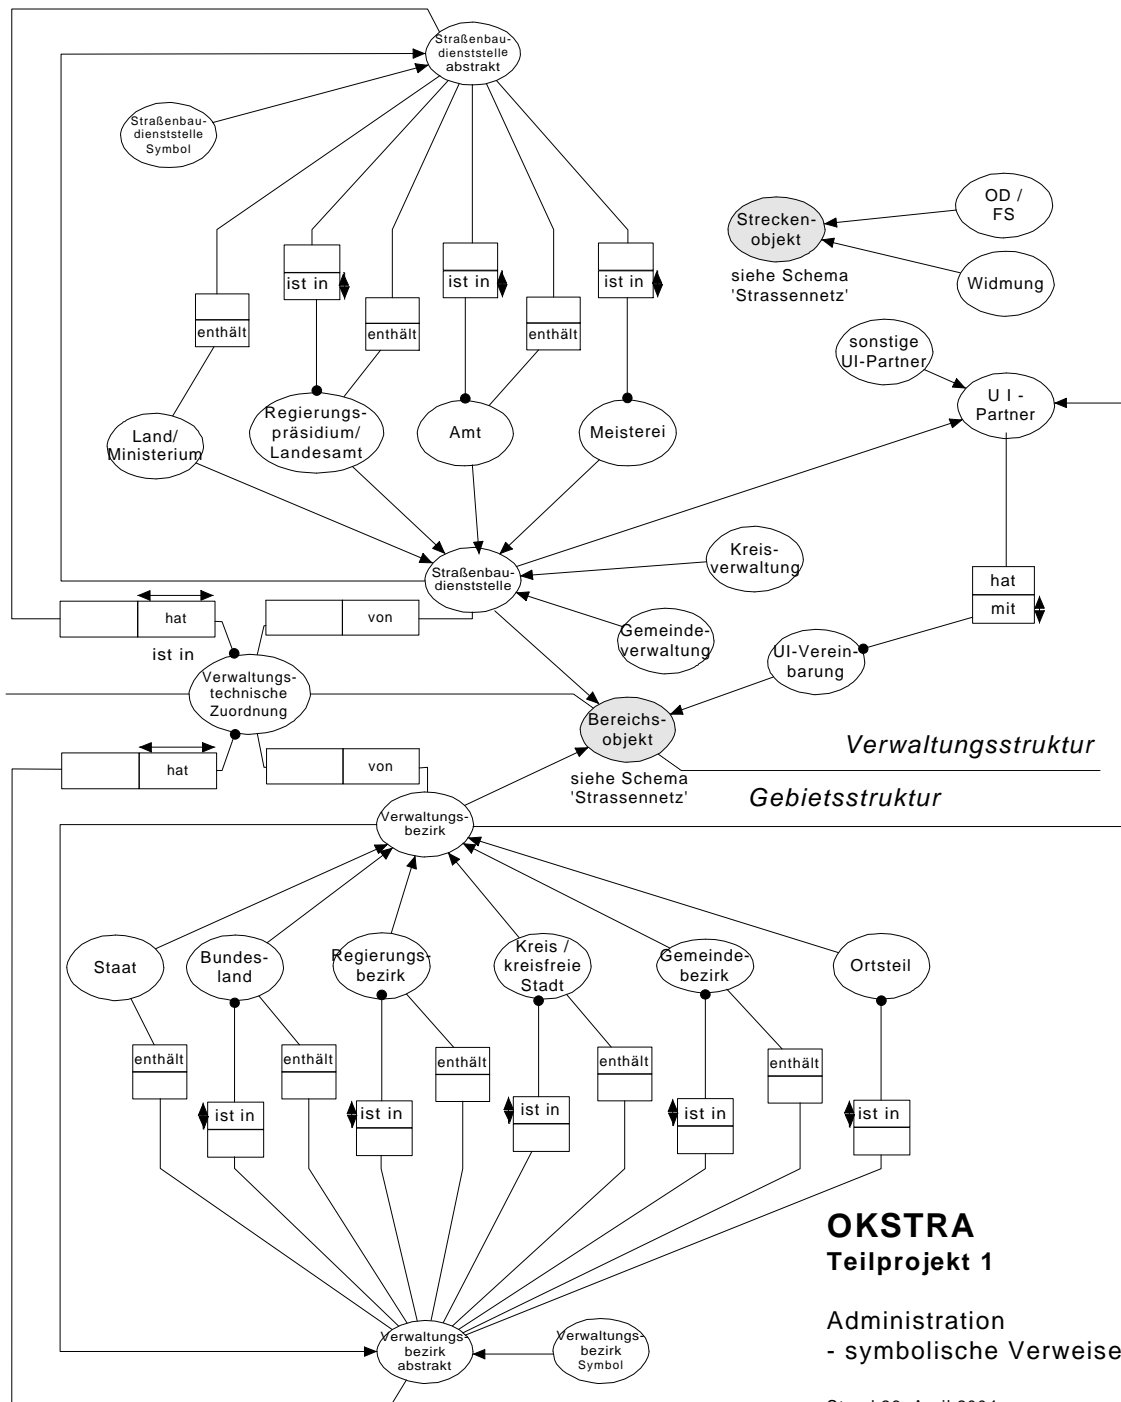 Straßenbau-
dienststelle
abstrakt
Straßenbau-
dienststelle
Symbol
OD /
FS
Strecken-
objekt
siehe Schema
'Strassennetz'
Widmung
ist in
ist in
ist in
enthält
enthält
enthält
sonstige
UI-Partner
U I -
Partner
Land/
Ministerium
Regierungs-
präsidium/
Landesamt
Amt
Meisterei
Straßenbau-
dienststelle
Kreis-
verwaltung
hat
mit
Gemeinde-
verwaltung
UI-Verein-
barung
hat
von
ist in
Verwaltungs-
technische
Zuordnung
Bereichs-
objekt
siehe Schema
'Strassennetz'
hat
von
Verwaltungsstruktur
Gebietsstruktur
Verwaltungs-
bezirk
Staat
Bundes-
land
Regierungs-
bezirk
Kreis /
kreisfreie
Stadt
Gemeinde-
bezirk
Ortsteil
enthält
enthält
enthält
enthält
enthält
ist in
ist in
ist in
ist in
ist in
Verwaltungs-
bezirk
abstrakt
Verwaltungs-
bezirk
Symbol
OKSTRA
Teilprojekt 1
Administration
- symbolische Verweise